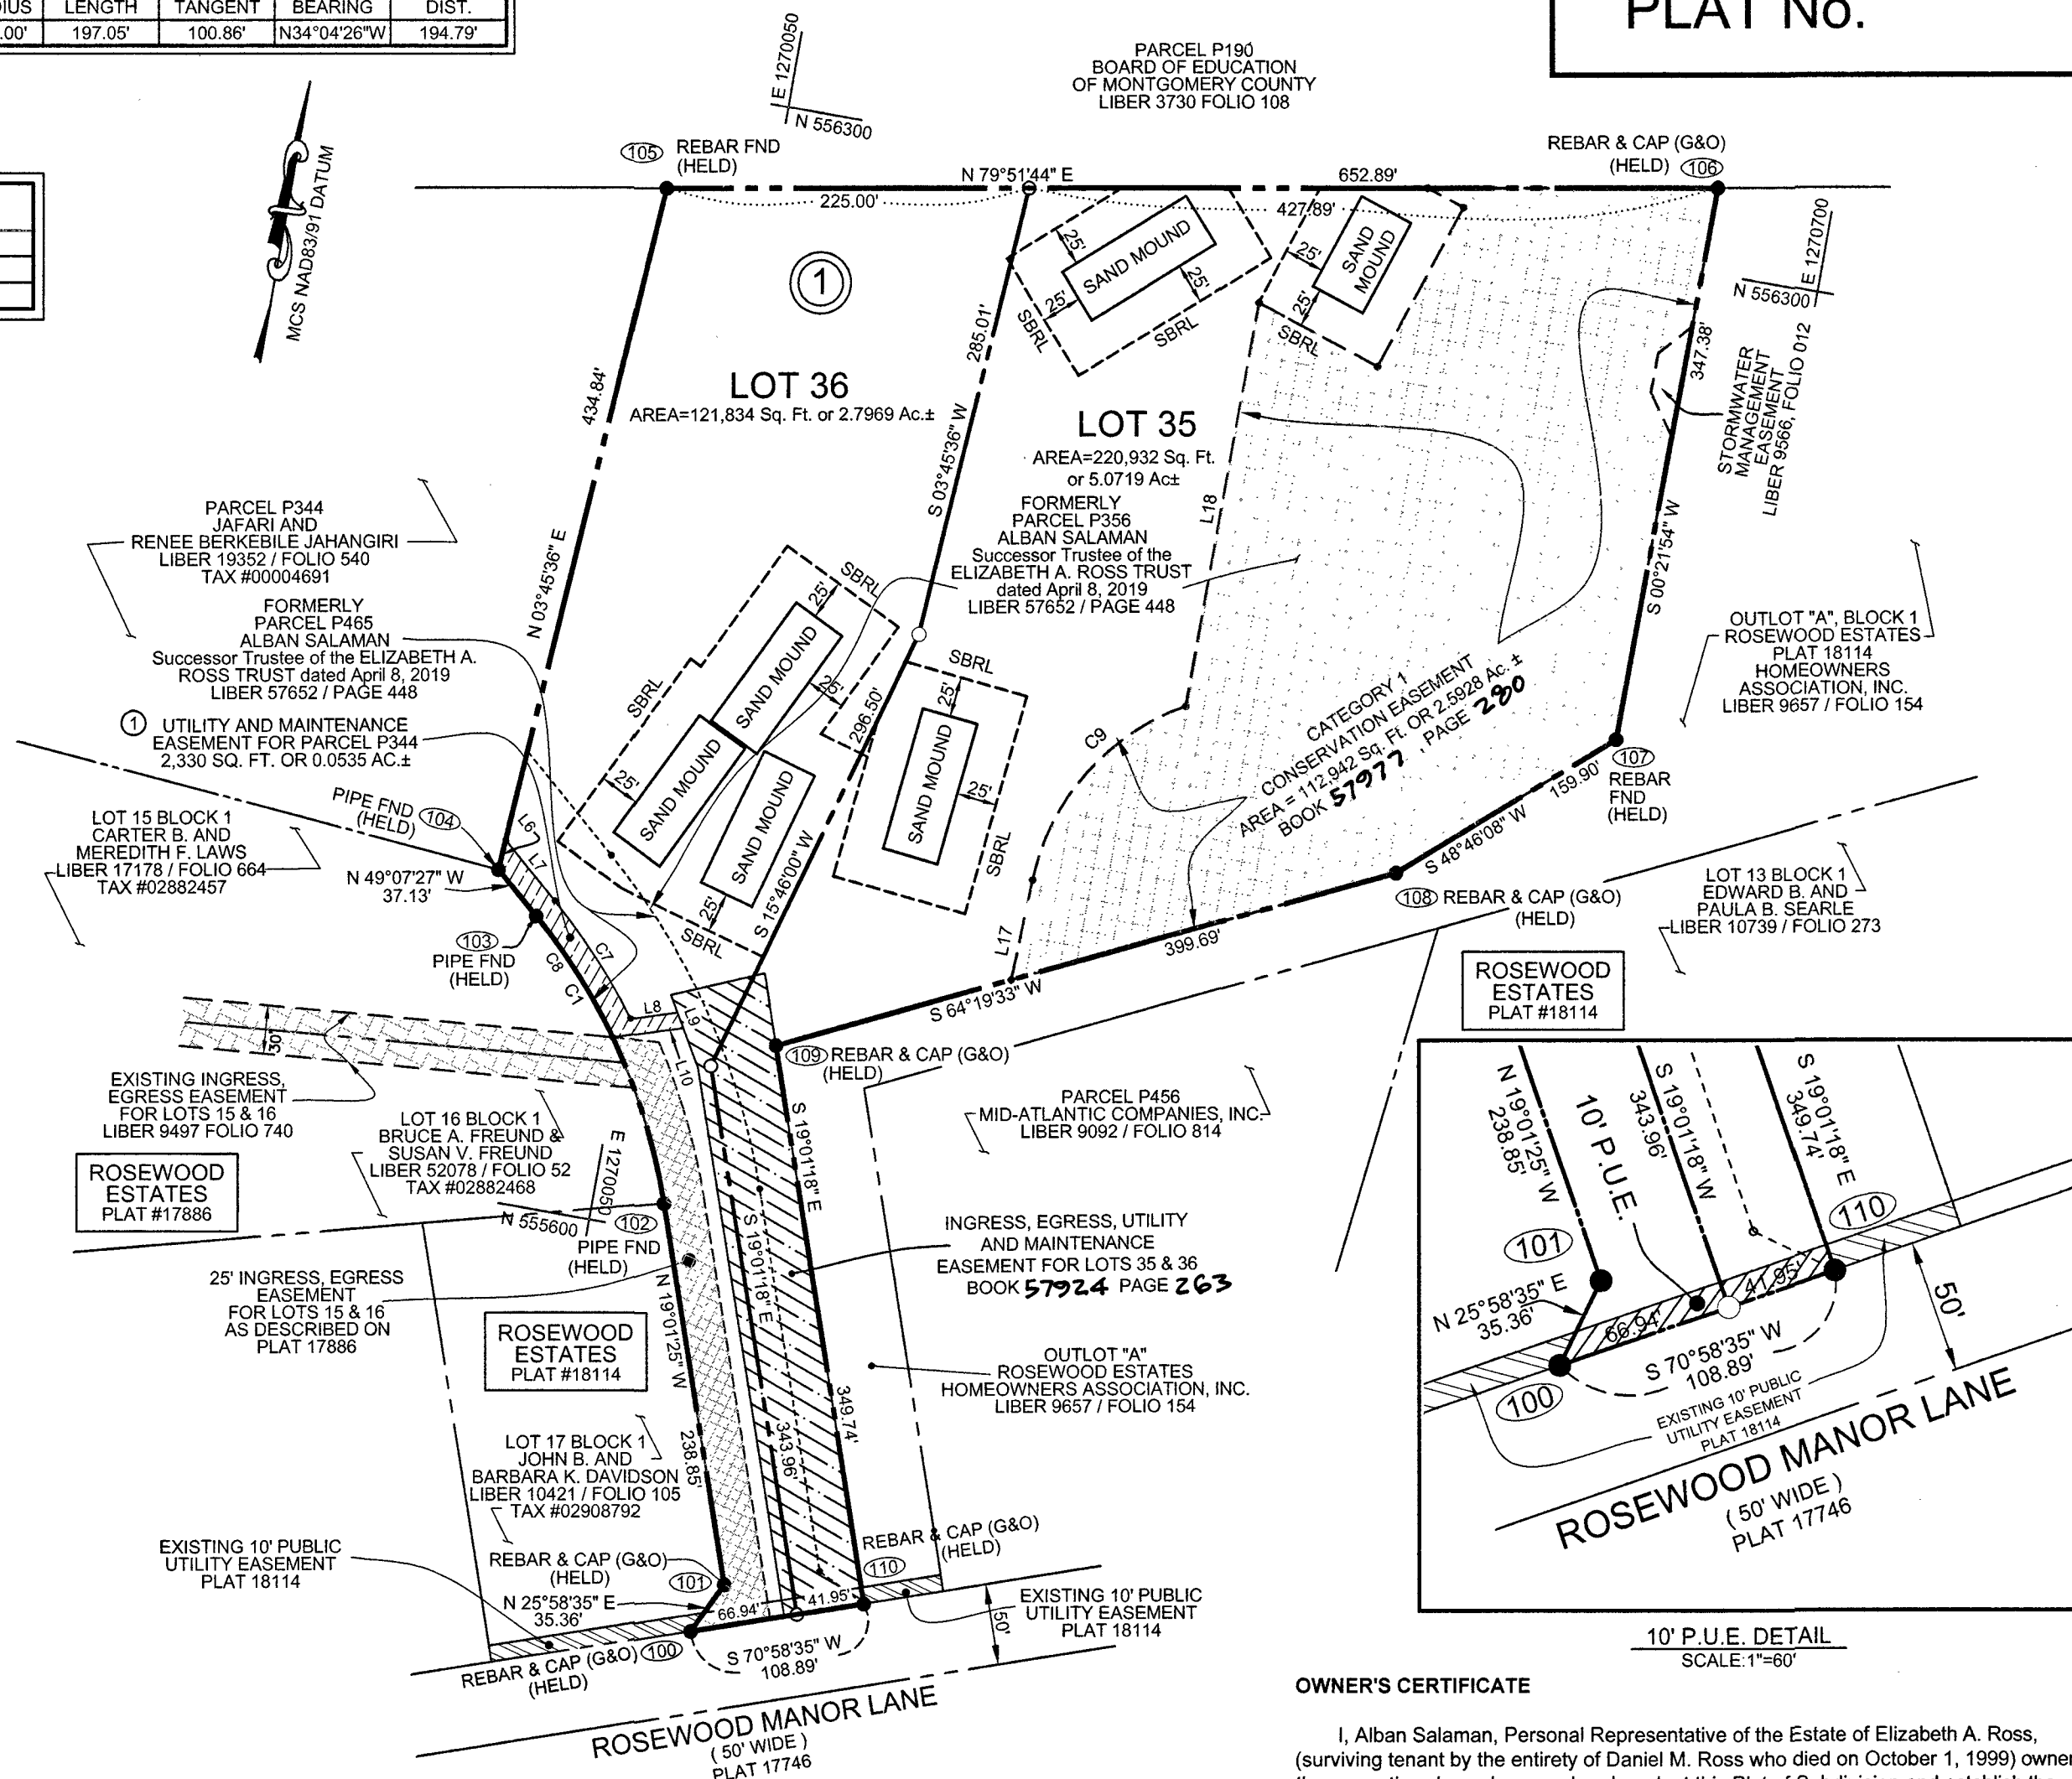 DIUS LENGTH TANGENT BEARING DIST.
.00' 197.05' 100.86' N34°04'26"W 194.79'
PLAT No.
E 1270050
N 556300
PARCEL P190
BOARD OF EDUCATION
OF MONTGOMERY COUNTY
LIBER 3730 FOLIO 108
MCS NAD83/91 DATUM
105 REBAR FND
(HELD)
N 79°51'44" E
652.89'
REBAR & CAP (G&O)
(HELD) 106
225.00'
427.89'
1
SAND MOUND
25'
25'
25'
SBRL
SBRL
SAND
MOUND
25'
25'
SBRL
E 1270700
N 556300
347.38'
STORMWATER
MANAGEMENT
EASEMENT
LIBER 9566, FOLIO 012
434.84'
285.01'
LOT 36
AREA=121,834 Sq. Ft. or 2.7969 Ac.±
S 03°45'36" W
LOT 35
AREA=220,932 Sq. Ft.
or 5.0719 Ac±
FORMERLY
PARCEL P356
ALBAN SALAMAN
Successor Trustee of the
ELIZABETH A. ROSS TRUST
dated April 8, 2019
LIBER 57652 / PAGE 448
L18
S 00°21'54" W
PARCEL P344
JAFARI AND
RENEE BERKEBILE JAHANGIRI
LIBER 19352 / FOLIO 540
TAX #00004691
N 03°45'36" E
FORMERLY
PARCEL P465
ALBAN SALAMAN
Successor Trustee of the ELIZABETH A.
ROSS TRUST dated April 8, 2019
LIBER 57652 / PAGE 448
1 UTILITY AND MAINTENANCE
EASEMENT FOR PARCEL P344
2,330 SQ. FT. OR 0.0535 AC.±
SBRL
SBRL
25'
SAND MOUND
25'
296.50'
25'
SAND MOUND
SAND MOUND
25'
SBRL
SBRL
25'
SAND MOUND
25'
SBRL
C9
CATEGORY 1
CONSERVATION EASEMENT
AREA = 112,942 Sq. Ft. OR 2.5928 Ac. ±
BOOK 57977 , PAGE 280
OUTLOT "A", BLOCK 1
ROSEWOOD ESTATES
PLAT 18114
HOMEOWNERS
ASSOCIATION, INC.
LIBER 9657 / FOLIO 154
107
REBAR
FND
(HELD)
159.90'
S 48°46'08" W
PIPE FND
(HELD) 104
L6
L7
LOT 15 BLOCK 1
CARTER B. AND
MEREDITH F. LAWS
LIBER 17178 / FOLIO 664
TAX #02882457
N 49°07'27" W
37.13'
103
PIPE FND
(HELD)
C8
C7
C1
S 15°46'00" W
L17
399.69'
S 64°19'33" W
108 REBAR & CAP (G&O)
(HELD)
LOT 13 BLOCK 1
EDWARD B. AND
PAULA B. SEARLE
LIBER 10739 / FOLIO 273
ROSEWOOD
ESTATES
PLAT #18114
L8
L9
L10
30'
109 REBAR & CAP (G&O)
(HELD)
EXISTING INGRESS,
EGRESS EASEMENT
FOR LOTS 15 & 16
LIBER 9497 FOLIO 740
LOT 16 BLOCK 1
BRUCE A. FREUND &
SUSAN V. FREUND
LIBER 52078 / FOLIO 52
TAX #02882468
PARCEL P456
MID-ATLANTIC COMPANIES, INC.
LIBER 9092 / FOLIO 814
S 19°01'18" E
ROSEWOOD
ESTATES
PLAT #17886
E 1270050
N 555600
102
PIPE FND
(HELD)
S 19°01'18" E
INGRESS, EGRESS, UTILITY
AND MAINTENANCE
EASEMENT FOR LOTS 35 & 36
BOOK 57924 PAGE 263
25' INGRESS, EGRESS
EASEMENT
FOR LOTS 15 & 16
AS DESCRIBED ON
PLAT 17886
N 19°01'25" W
ROSEWOOD
ESTATES
PLAT #18114
OUTLOT "A"
ROSEWOOD ESTATES
HOMEOWNERS ASSOCIATION, INC.
LIBER 9657 / FOLIO 154
349.74'
238.85'
343.96'
LOT 17 BLOCK 1
JOHN B. AND
BARBARA K. DAVIDSON
LIBER 10421 / FOLIO 105
TAX #02908792
EXISTING 10' PUBLIC
UTILITY EASEMENT
PLAT 18114
REBAR & CAP (G&O)
(HELD)
101
N 25°58'35" E
35.36'
66.94'
41.95'
REBAR & CAP (G&O)
(HELD)
110
EXISTING 10' PUBLIC
UTILITY EASEMENT
PLAT 18114
50'
REBAR & CAP (G&O) 100
(HELD)
S 70°58'35" W
108.89'
ROSEWOOD MANOR LANE
( 50' WIDE )
PLAT 17746
N 19°01'25" W
238.85'
10' P.U.E.
S 19°01'18" W
343.96'
S 19°01'18" E
349.74'
101
110
N 25°58'35" E
35.36'
66.94'
41.95'
50'
S 70°58'35" W
108.89'
100
EXISTING 10' PUBLIC
UTILITY EASEMENT
PLAT 18114
ROSEWOOD MANOR LANE
( 50' WIDE )
PLAT 17746
10' P.U.E. DETAIL
SCALE:1"=60'
OWNER'S CERTIFICATE
I, Alban Salaman, Personal Representative of the Estate of Elizabeth A. Ross,
(surviving tenant by the entirety of Daniel M. Ross who died on October 1, 1999) owner